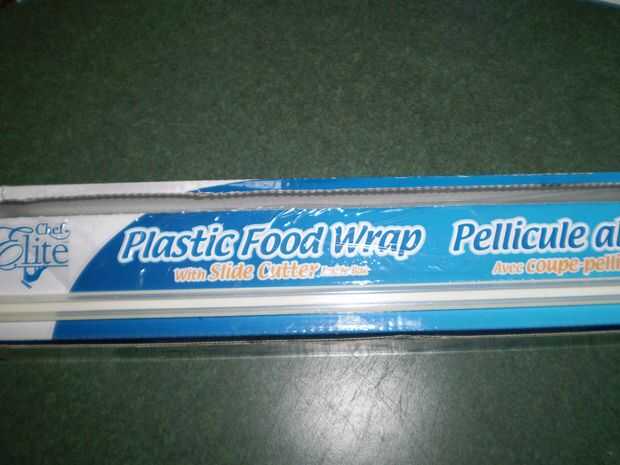 Chef
Elite
Plastic Food Wrap
With Slide Cutter
Pellicule al
Avec Coupe-pelli